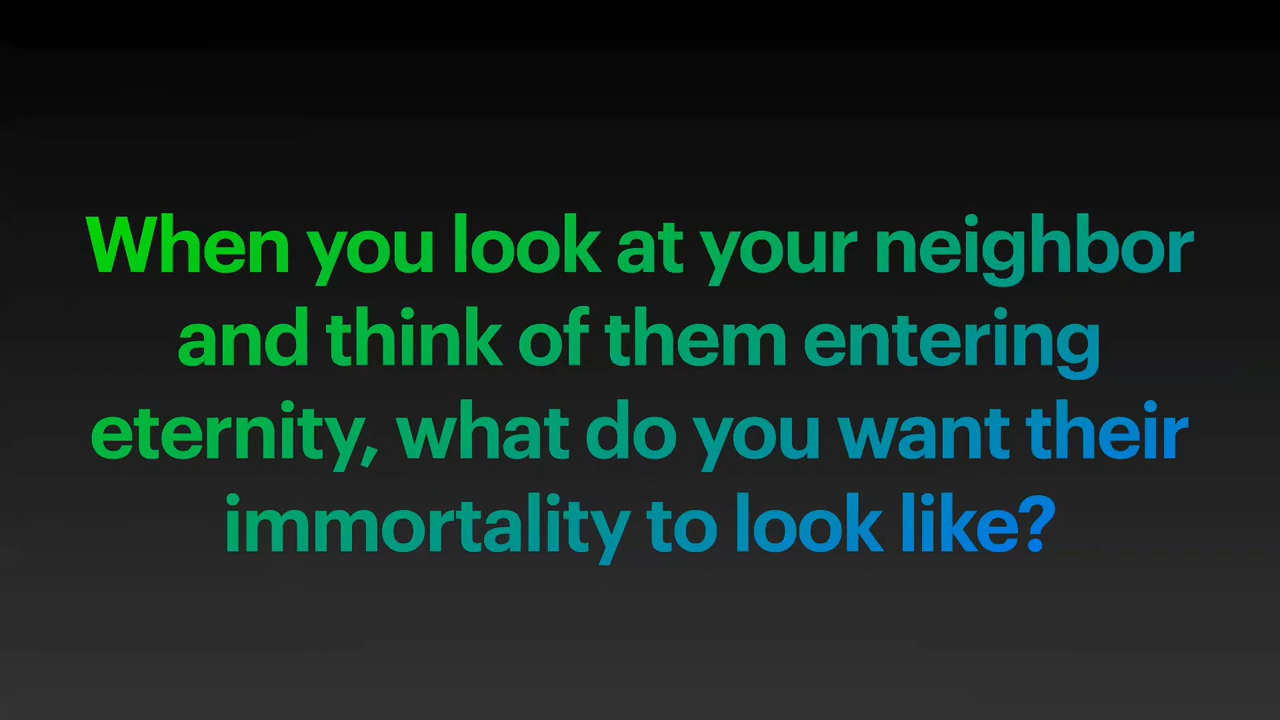 When you look at your neighbor
and think of them entering
eternity, what do you want their
immortality to look like?